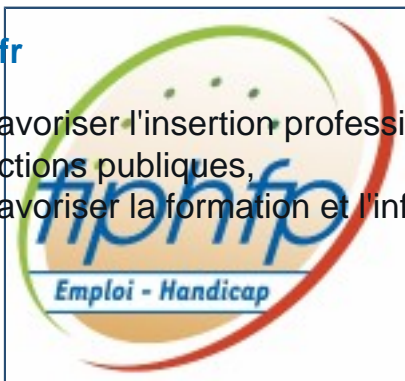 fr
avoriser l'insertion professi
ctions publiques,
avoriser la formation et l'inf
fiphfp
Emploi - Handicap